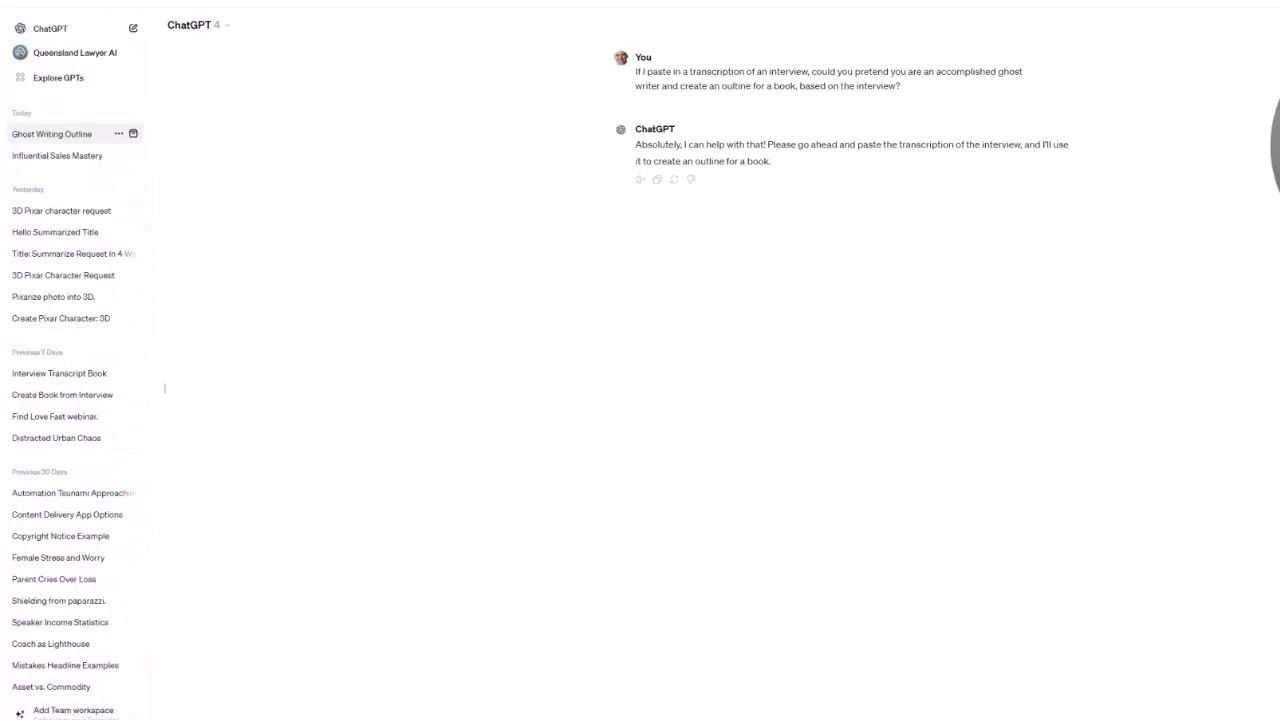 ChatGPT
Queensland Lawyer AI
Explore GPTs
Today
Ghost Writing Outline
Influential Sales Mastery
Yesterday
3D Pixar character request
Hello Summarized Title
Title: Summarize Request In 4 Wo
3D Pixar Character Request
Pixarize photo into 3D.
Create Pixar Character: 3D
Previous 7 Days
Interview Transcript Book
Create Book from Interview
Find Love Fast webinar.
Distracted Urban Chaos
Previous 30 Days
Automation Tsunami Approachin
Content Delivery App Options
Copyright Notice Example
Female Stress and Worry
Parent Cries Over Loss
Shielding from paparazzi.
Speaker Income Statistics
Coach as Lighthouse
Mistakes Headline Examples
Asset vs. Commodity
Add Team workspace
ChatGPT 4
You
If I paste in a transcription of an interview, could you pretend you are an accomplished ghost
writer and create an oultine for a book, based on the interview?
ChatGPT
Absolutely, I can help with that! Please go ahead and paste the transcription of the interview, and I'll use
it to create an outline for a book.